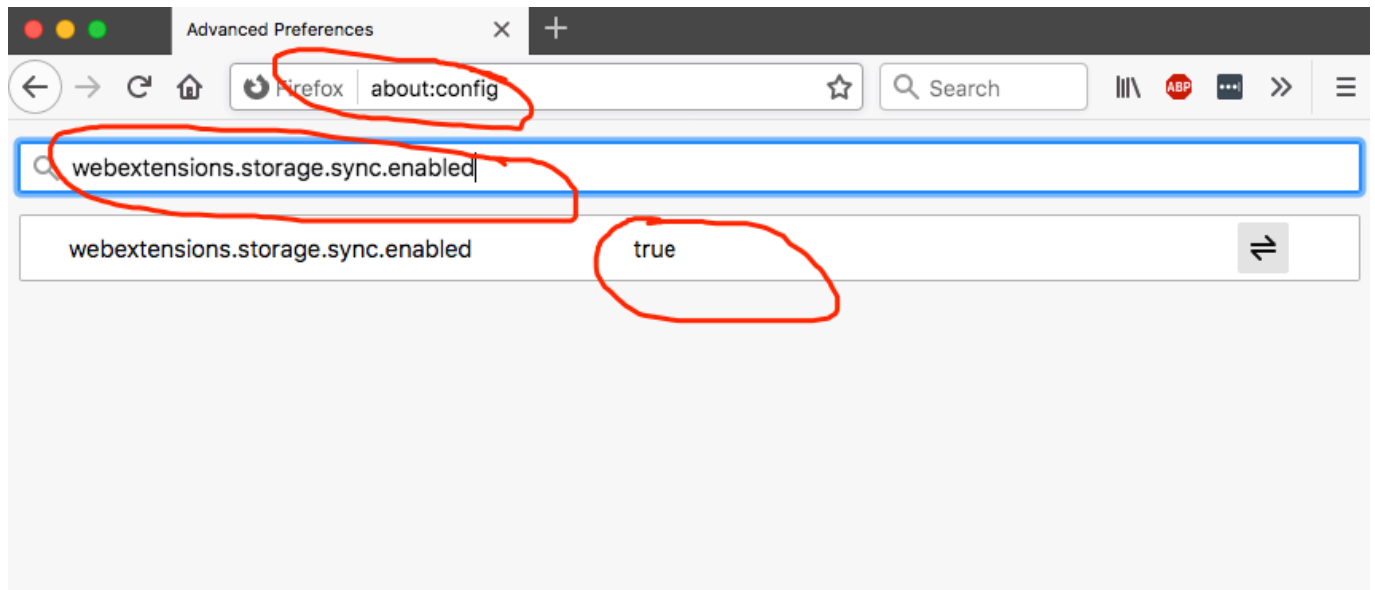 Advanced Preferences
Firefox about:config Search ABP
webextensions.storage.sync.enabled
webextensions.storage.sync.enabled true